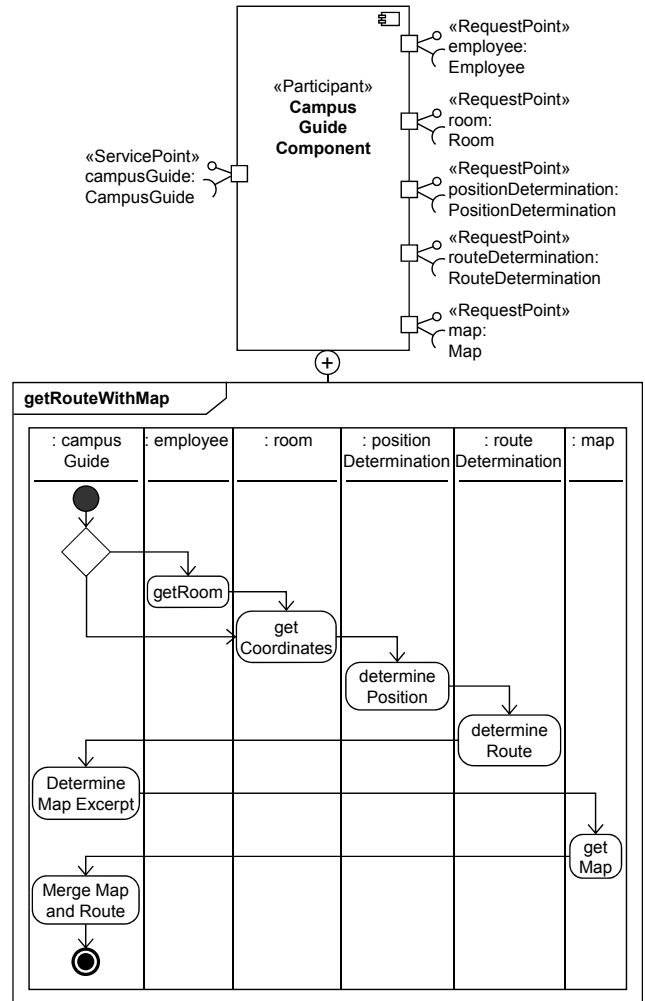 «Participant»
Campus
Guide
Component
«ServicePoint»
campusGuide:
CampusGuide
«RequestPoint»
employee:
Employee
«RequestPoint»
room:
Room
«RequestPoint»
positionDetermination:
PositionDetermination
«RequestPoint»
routeDetermination:
RouteDetermination
«RequestPoint»
map:
Map
+
getRouteWithMap
: campus
Guide
: employee
: room
: position
Determination
: route
Determination
: map
getRoom
get
Coordinates
determine
Position
determine
Route
Determine
Map Excerpt
get
Map
Merge Map
and Route